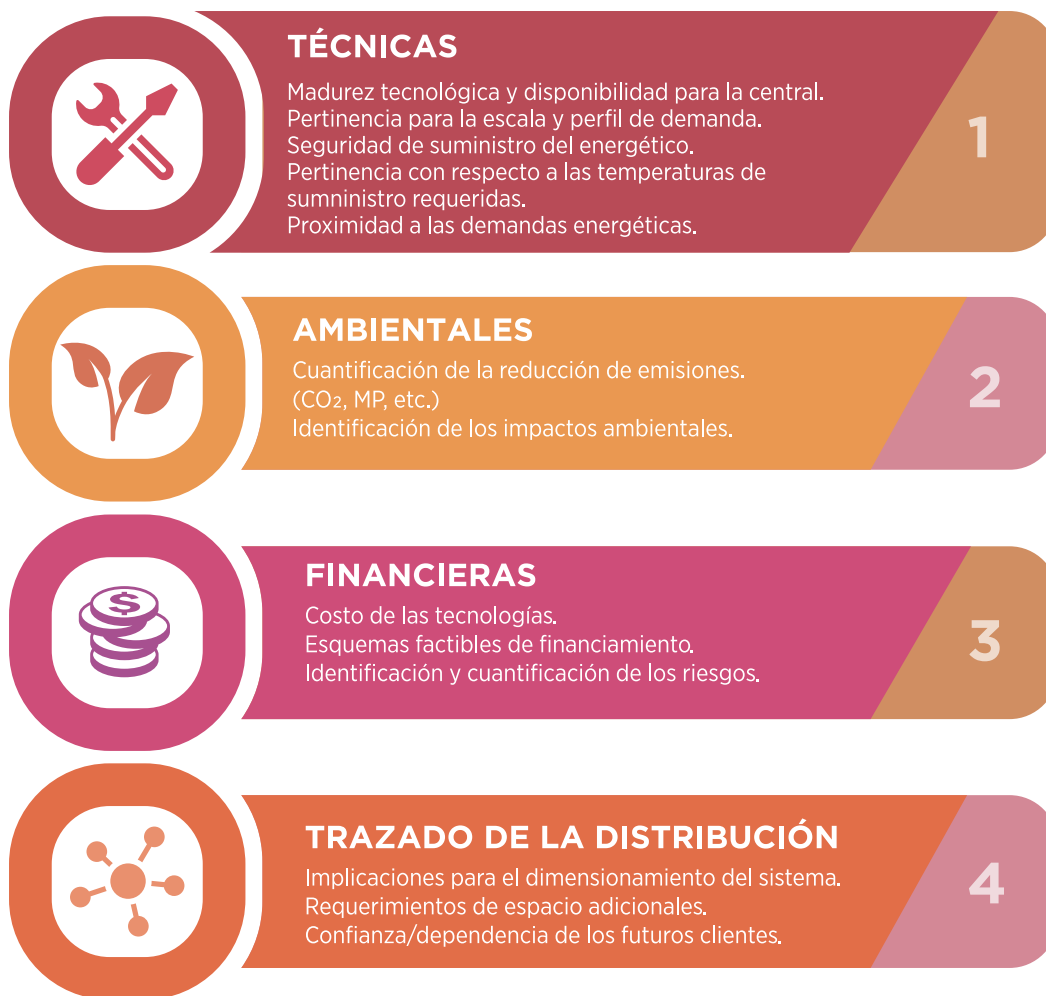 TÉCNICAS
Madurez tecnológica y disponibilidad para la central.
Pertinencia para la escala y perfil de demanda.
Seguridad de suministro del energético.
Pertinencia con respecto a las temperaturas de
sumninistro requeridas.
Proximidad a las demandas energéticas.
1
AMBIENTALES
Cuantificación de la reducción de emisiones.
(CO₂, MP, etc.)
Identificación de los impactos ambientales.
2
$
FINANCIERAS
Costo de las tecnologías.
Esquemas factibles de financiamiento.
Identificación y cuantificación de los riesgos.
3
TRAZADO DE LA DISTRIBUCIÓN
Implicaciones para el dimensionamiento del sistema.
Requerimientos de espacio adicionales.
Confianza/dependencia de los futuros clientes.
4